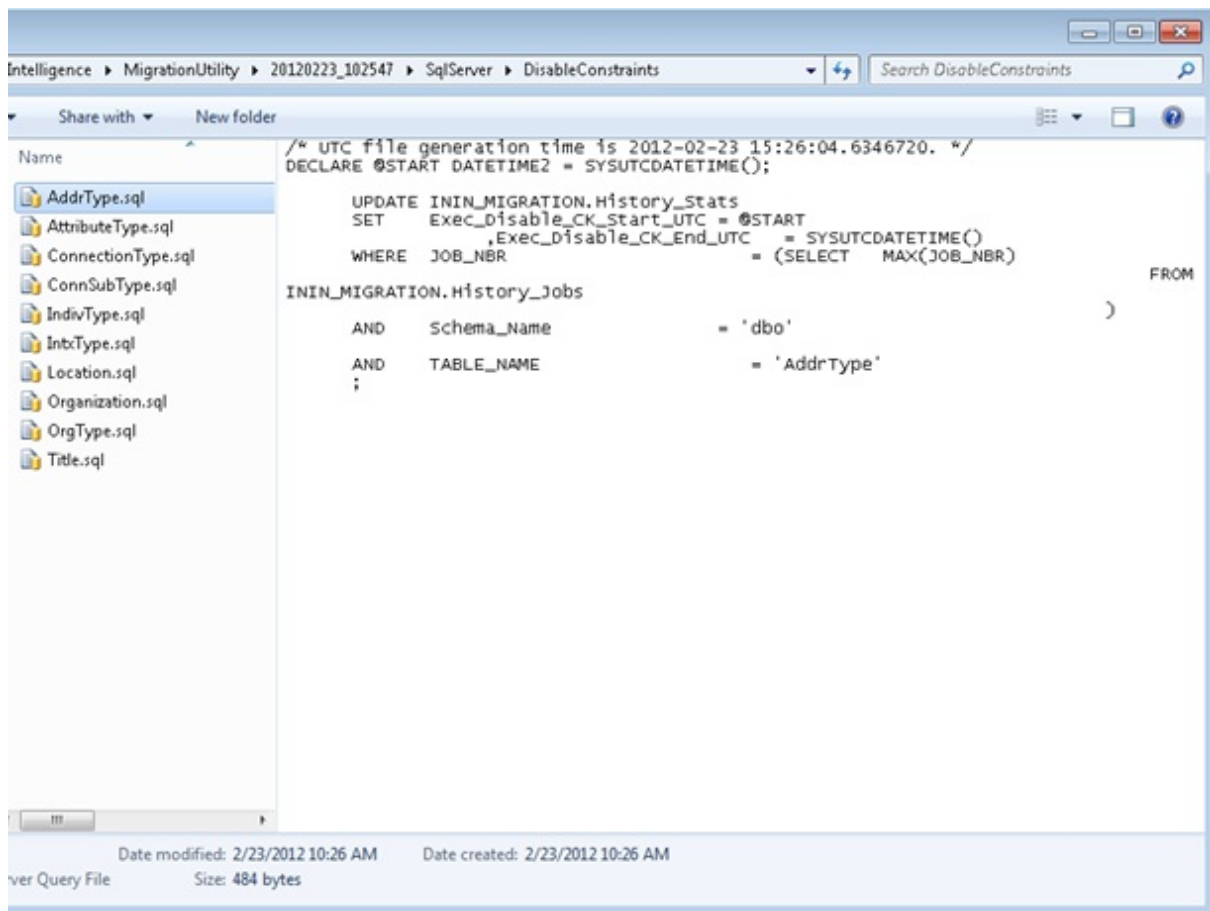 Intelligence ▸ MigrationUtility ▸ 20120223_102547 ▸ SqlServer ▸ DisableConstraints
Search DisableConstraints
Share with
New folder
Name
AddrType.sql
AttributeType.sql
ConnectionType.sql
ConnSubType.sql
IndivType.sql
IntxType.sql
Location.sql
Organization.sql
OrgType.sql
Title.sql
/* UTC file generation time is 2012-02-23 15:26:04.6346720. */
DECLARE @START DATETIME2 = SYSUTCDATETIME();
UPDATE ININ_MIGRATION.History_Stats
SET Exec_Disable_CK_Start_UTC = @START
,Exec_Disable_CK_End_UTC = SYSUTCDATETIME()
WHERE JOB_NBR = (SELECT MAX(JOB_NBR)
FROM
ININ_MIGRATION.History_Jobs
)
AND Schema_Name = 'dbo'
AND TABLE_NAME = 'AddrType'
;
Date modified: 2/23/2012 10:26 AM Date created: 2/23/2012 10:26 AM
ver Query File Size: 484 bytes